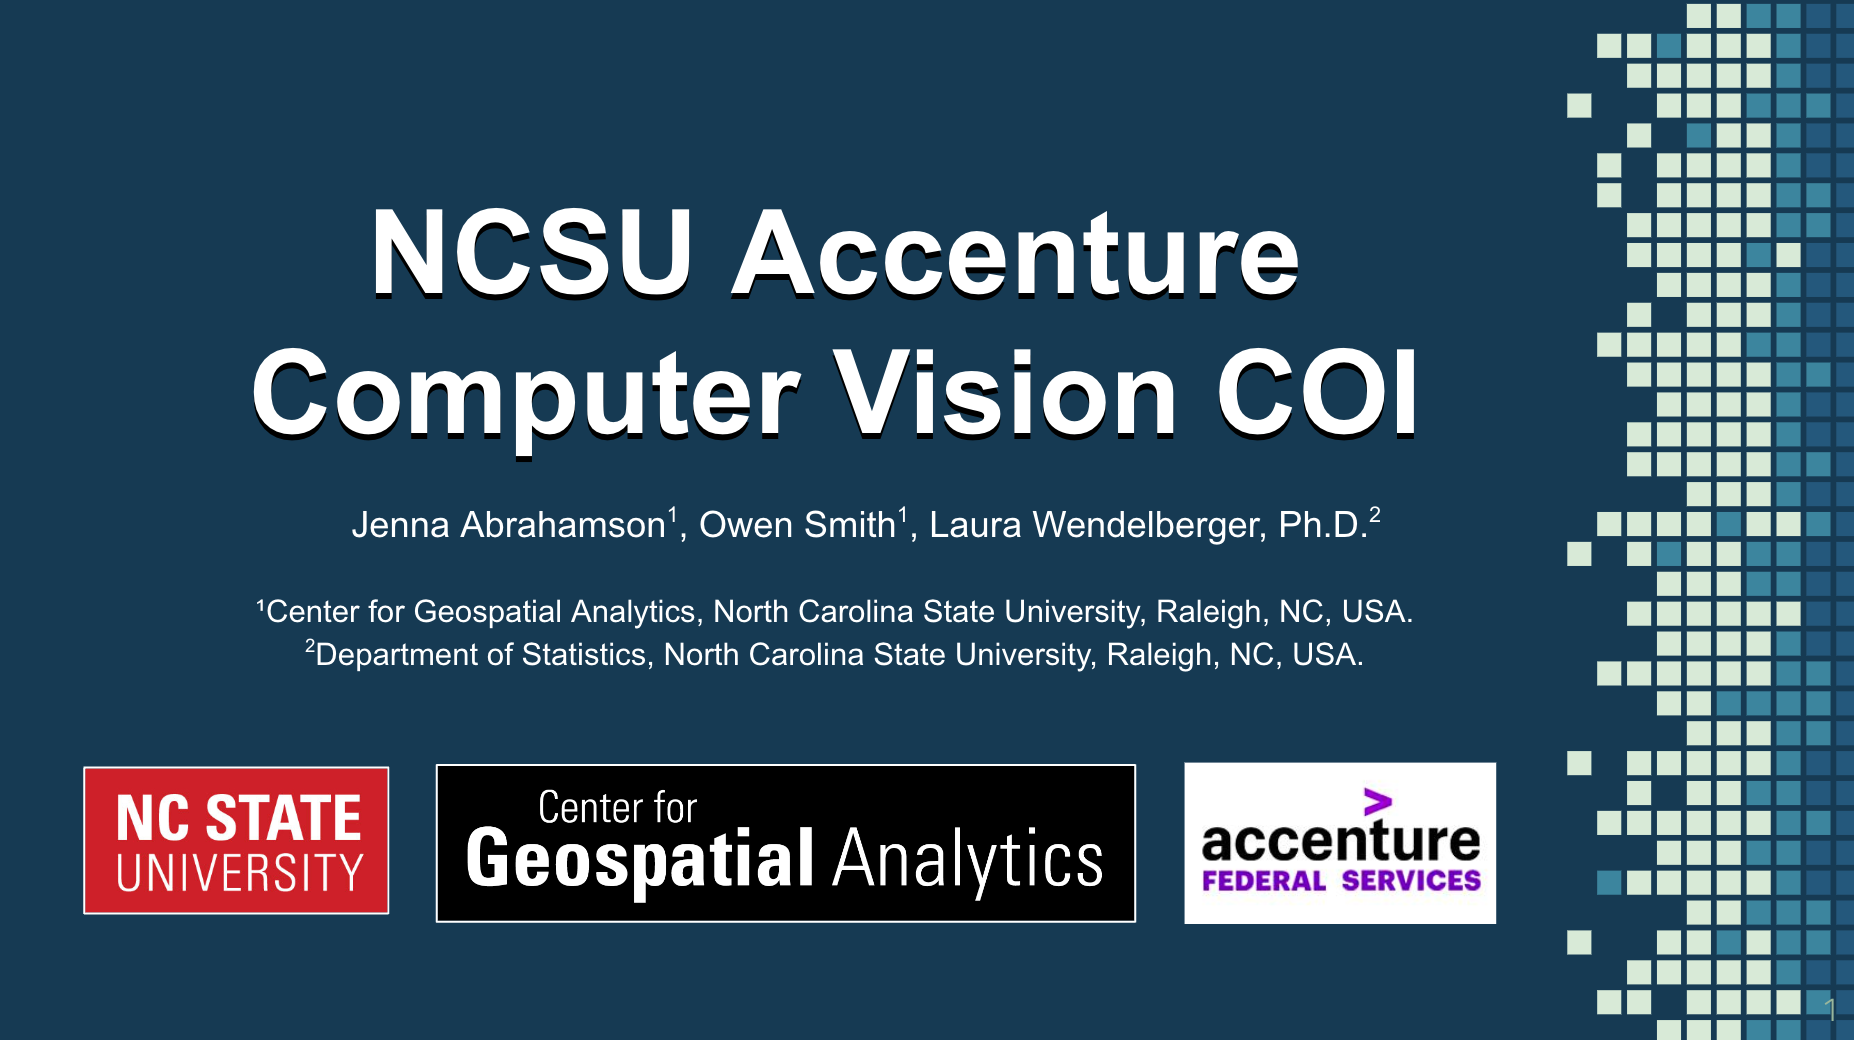 NCSU Accenture
Computer Vision COI
Jenna Abrahamson¹, Owen Smith¹, Laura Wendelberger, Ph.D.²
¹Center for Geospatial Analytics, North Carolina State University, Raleigh, NC, USA.
²Department of Statistics, North Carolina State University, Raleigh, NC, USA.
NC STATE
UNIVERSITY
Center for
Geospatial Analytics
>
accenture
FEDERAL SERVICES
1